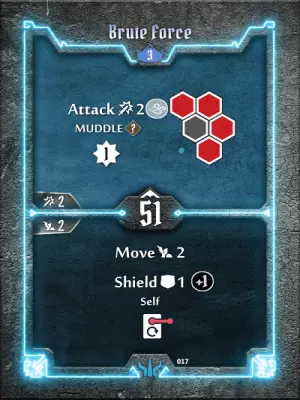 Brute Force
3
Attack 2
MUDDLE ?
1
2
51
2
Move 2
Shield 1 +1
Self
017